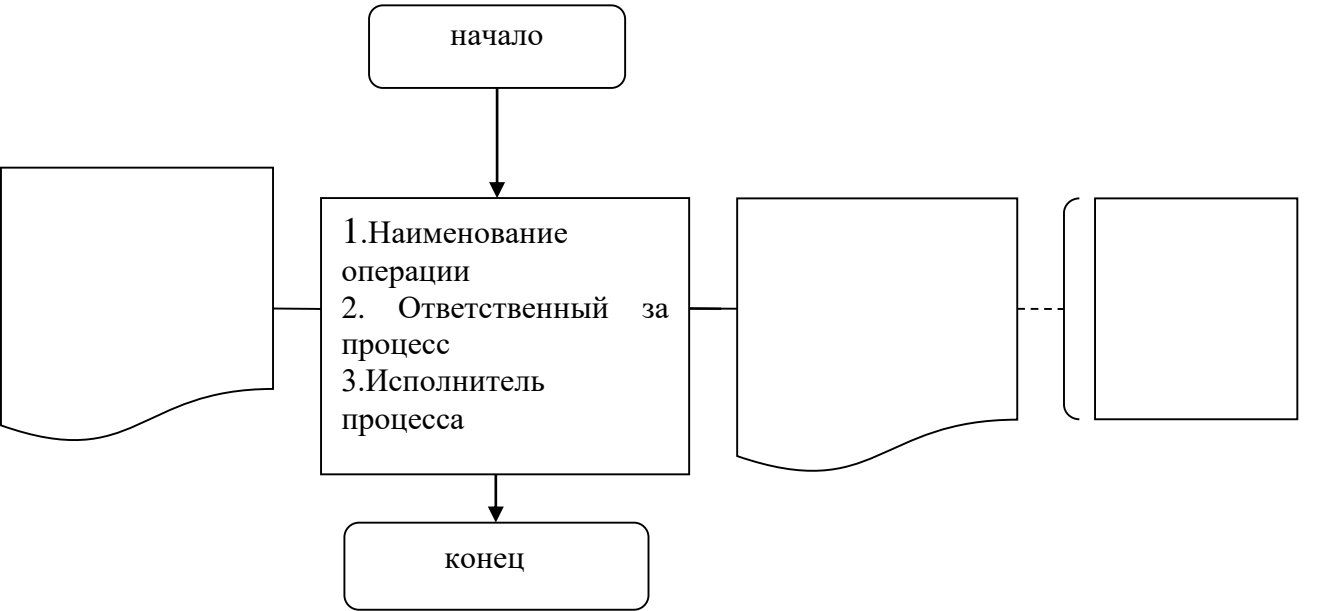 начало
1.Наименование
операции
2. Ответственный за
процесс
3.Исполнитель
процесса
конец